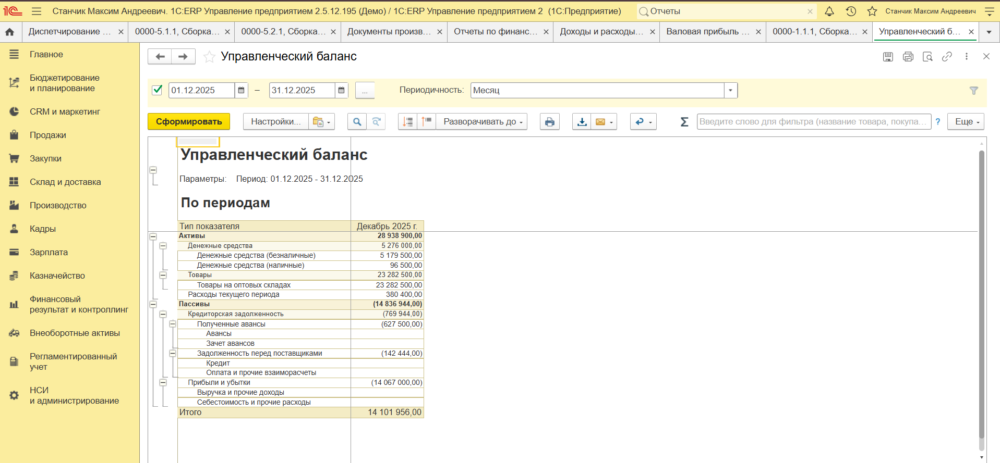 1С Станчик Максим Андреевич. 1С:ERP Управление предприятием 2.5.12.195 (Демо) / 1С:ERP Управление предприятием 2 (1С:Предприятие) Отчеты Станчик Максим Андреевич
Диспетчирование ... 0000-5.1.1, Сборка... 0000-5.2.1, Сборка... Документы произв... Отчеты по финанс... Доходы и расходы... Валовая прибыль ... 0000-1.1.1, Сборка... Управленческий б...
Главное
Бюджетирование
и планирование
CRM и маркетинг
Продажи
Закупки
Склад и доставка
Производство
Кадры
Зарплата
Казначейство
Финансовый
результат и контроллинг
Внеоборотные активы
Регламентированный
учет
НСИ
и администрирование
Управленческий баланс
01.12.2025 – 31.12.2025 ... Периодичность: Месяц
Сформировать Настройки... Разворачивать до Σ Введите слово для фильтра (название товара, покупа... ? Еще
Управленческий баланс
Параметры: Период: 01.12.2025 - 31.12.2025
По периодам
Тип показателя Декабрь 2025 г.
Активы 28 938 900,00
Денежные средства 5 276 000,00
Денежные средства (безналичные) 5 179 500,00
Денежные средства (наличные) 96 500,00
Товары 23 282 500,00
Товары на оптовых складах 23 282 500,00
Расходы текущего периода 380 400,00
Пассивы (14 836 944,00)
Кредиторская задолженность (769 944,00)
Полученные авансы (627 500,00)
Авансы
Зачет авансов
Задолженность перед поставщиками (142 444,00)
Кредит
Оплата и прочие взаиморасчеты
Прибыли и убытки (14 067 000,00)
Выручка и прочие доходы
Себестоимость и прочие расходы
Итого 14 101 956,00